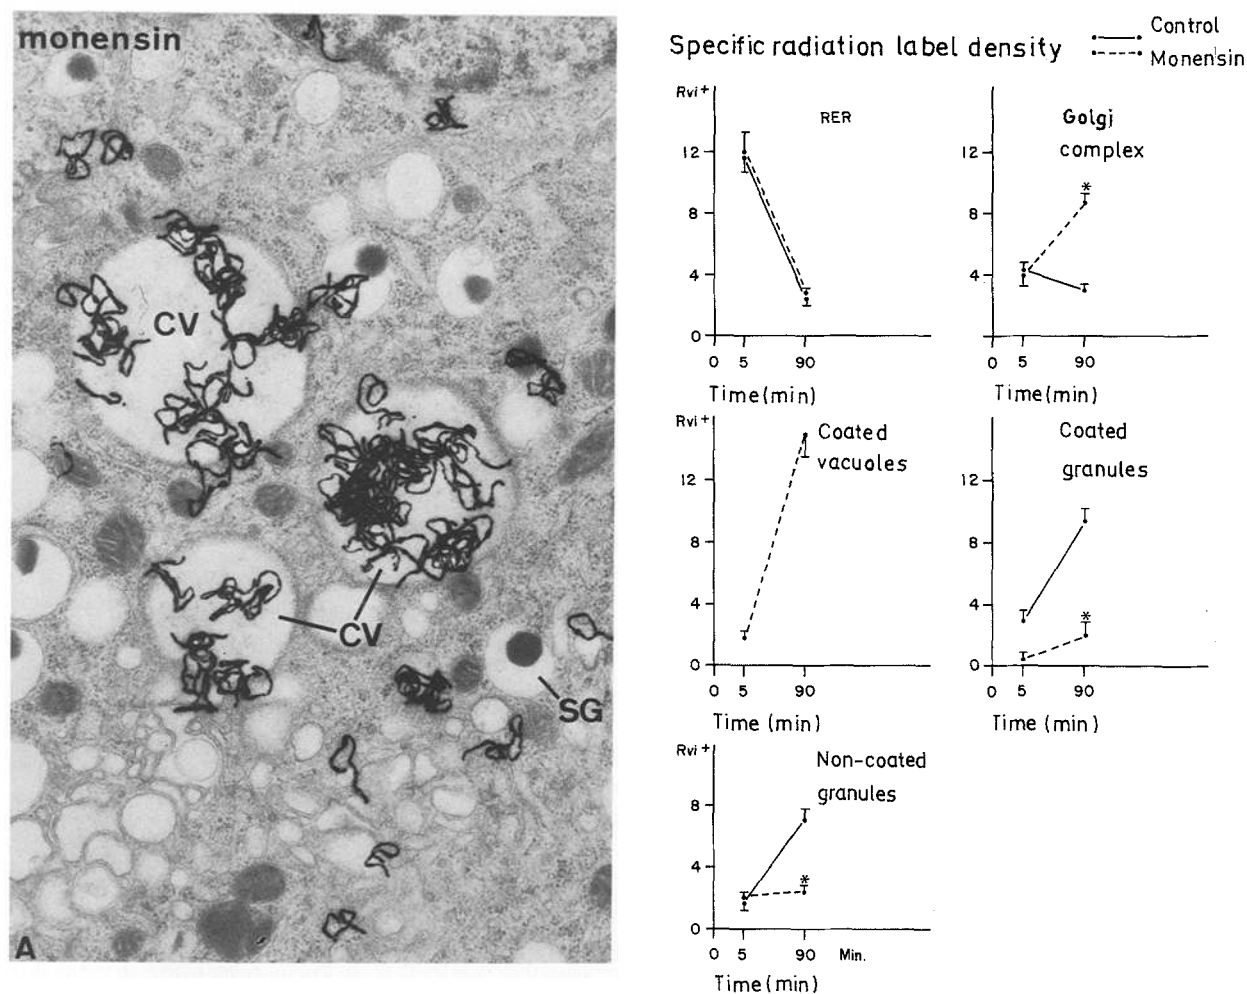 monensin
CV
CV
SG
A
Specific radiation label density
Control
Monensin
Rvi+
RER
12
8
4
0
0 5 90
Time (min)
Golgi
complex
12
8
4
*
0 5 90
Time (min)
Rvi+
Coated
vacuoles
12
8
4
0
0 5 90
Time (min)
Coated
granules
12
8
4
0
*
0 5 90
Time (min)
Rvi+
Non-coated
granules
8
4
0
*
0 5 90 Min.
Time (min)